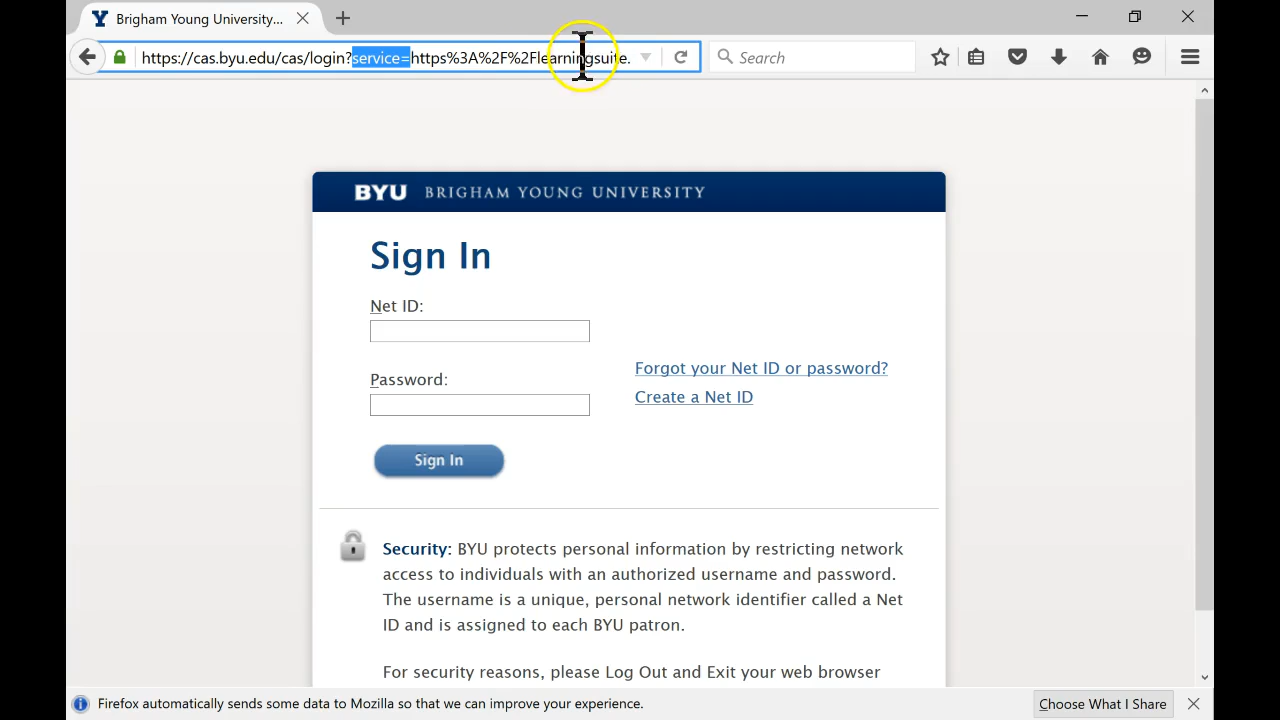 Brigham Young University...
https://cas.byu.edu/cas/login?service=https%3A%2F%2Flearningsuite.
Search
BYU BRIGHAM YOUNG UNIVERSITY
Sign In
Net ID:
Forgot your Net ID or password?
Password:
Create a Net ID
Sign In
Security: BYU protects personal information by restricting network
access to individuals with an authorized username and password.
The username is a unique, personal network identifier called a Net
ID and is assigned to each BYU patron.
For security reasons, please Log Out and Exit your web browser
Firefox automatically sends some data to Mozilla so that we can improve your experience.
Choose What I Share